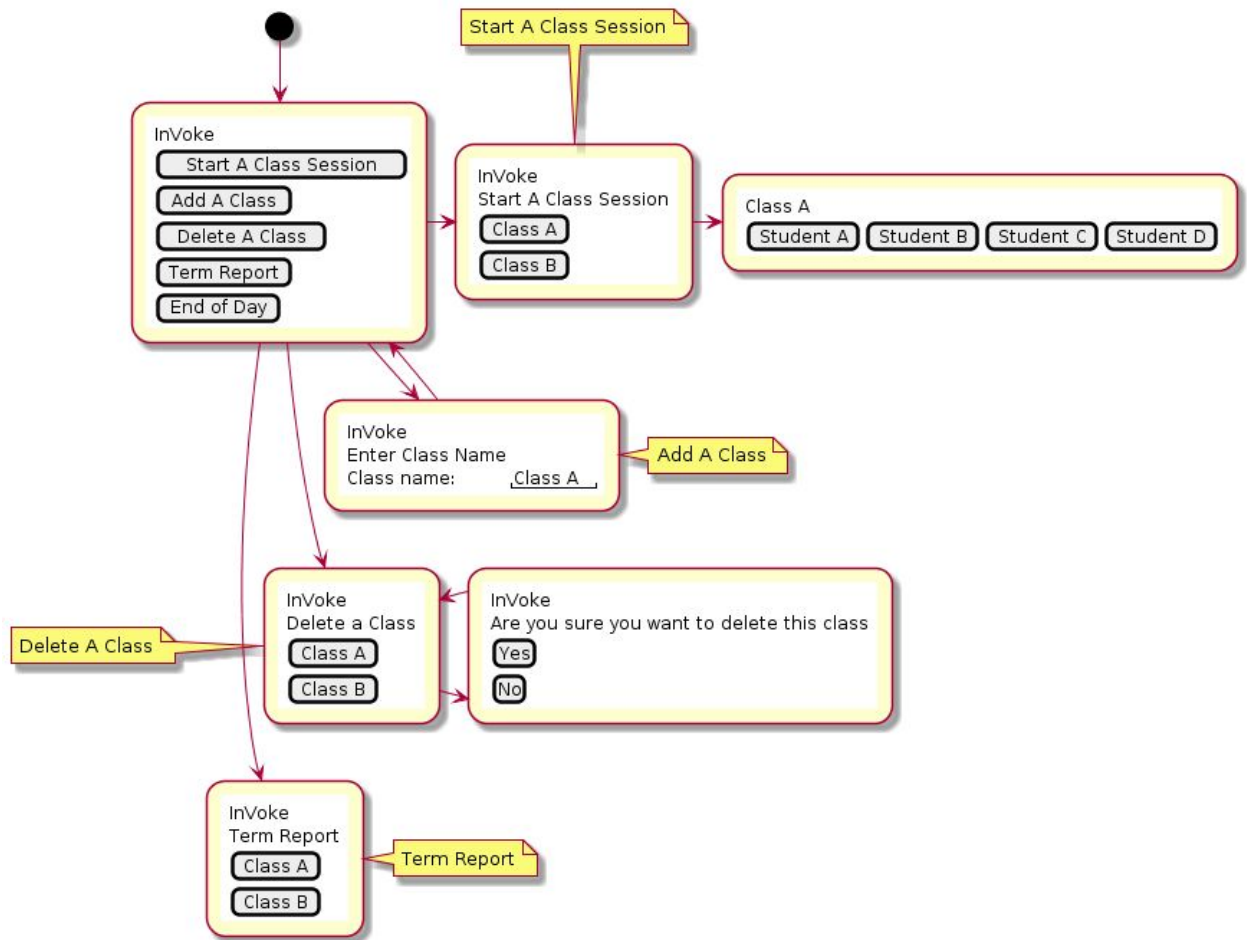 Start A Class Session
InVoke
Start A Class Session
Add A Class
Delete A Class
Term Report
End of Day
InVoke
Start A Class Session
Class A
Class B
Class A
Student A Student B Student C Student D
InVoke
Enter Class Name
Class name: Class A
Add A Class
Delete A Class
InVoke
Delete a Class
Class A
Class B
InVoke
Are you sure you want to delete this class
Yes
No
InVoke
Term Report
Class A
Class B
Term Report